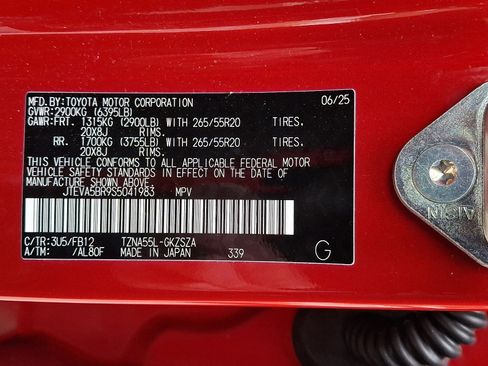 MFD.BY:TOYOTA MOTOR CORPORATION 06/25
GVWR:2900KG (6395LB)
GAWR:FRT. 1315KG (2900LB) WITH 265/55R20 TIRES.
20X8J RIMS.
RR. 1700KG (3755LB) WITH 265/55R20 TIRES.
20X8J RIMS.
THIS VEHICLE CONFORMS TO ALL APPLICABLE FEDERAL MOTOR
VEHICLE SAFETY STANDARDS IN EFFECT ON THE DATE OF
MANUFACTURE SHOWN ABOVE.
JTEVA5BR9S5041983 MPV
C/TR:3U5/FB12 TZNA55L-GKZSZA
A/TM: /AL80F MADE IN JAPAN 339
G
AISIN